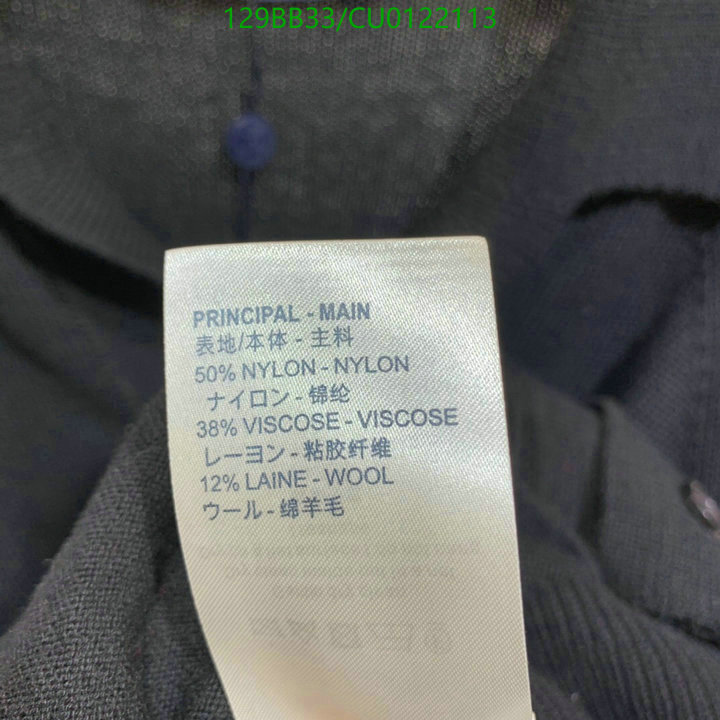 129BB33/CU0122113
PRINCIPAL - MAIN
表地/本体 - 主料
50% NYLON - NYLON
ナイロン - 锦纶
38% VISCOSE - VISCOSE
レーヨン - 粘胶纤维
12% LAINE - WOOL
ウール - 绵羊毛